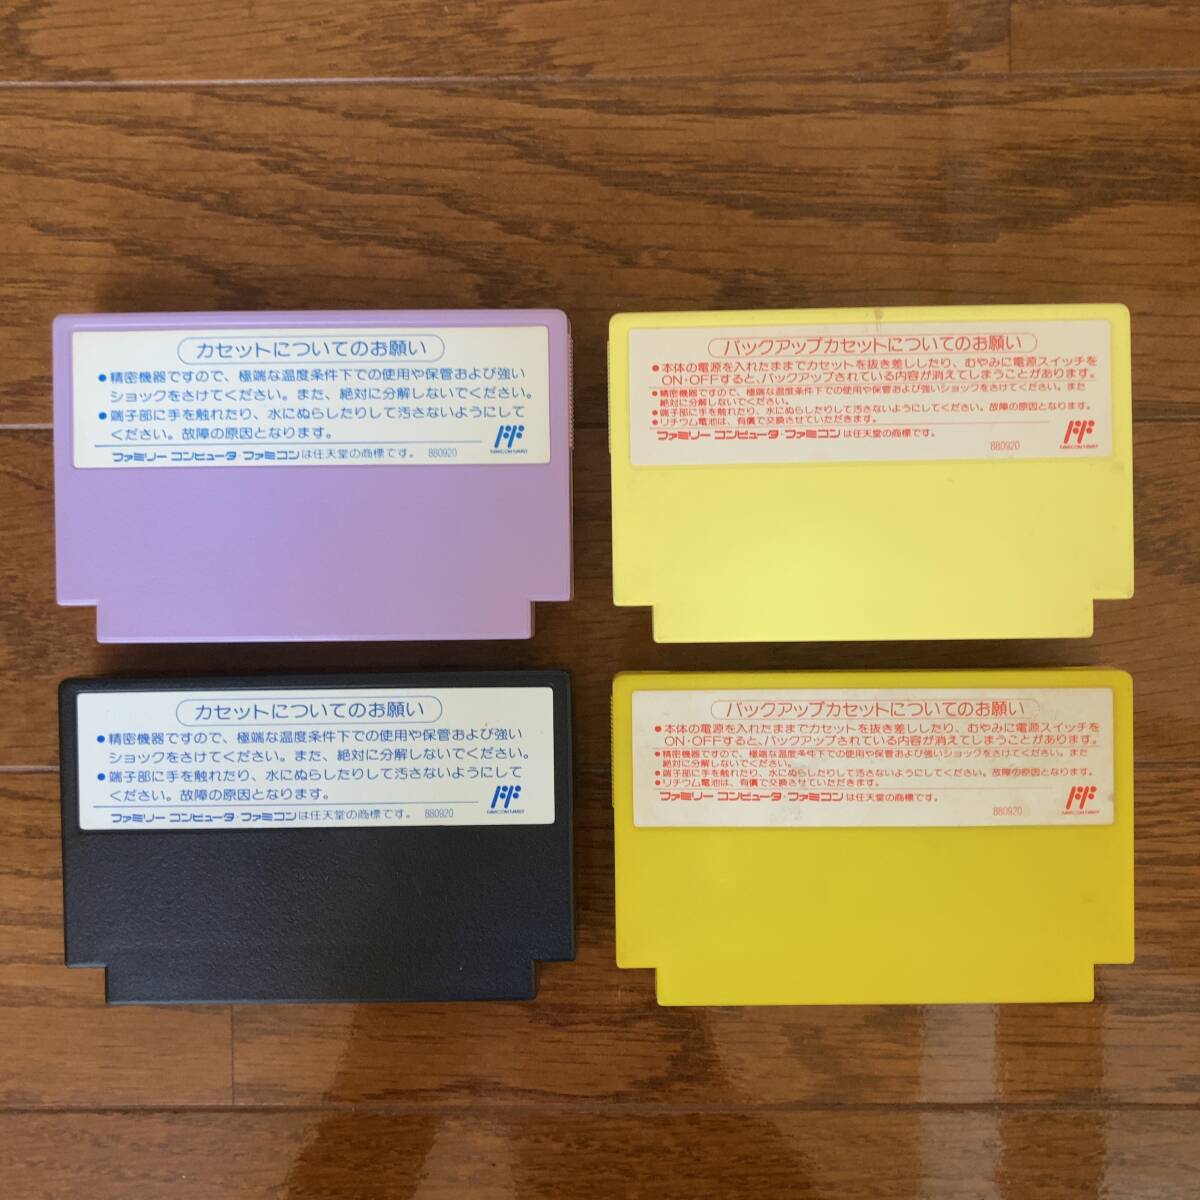 カセットについてのお願い
●精密機器ですので、極端な温度条件下での使用や保管および強い
ショックをさけてください。また、絶対に分解しないでください。
●端子部に手を触れたり、水にぬらしたりして汚さないようにして
ください。故障の原因となります。
ファミリー コンピュータ・ファミコンは任天堂の商標です。 880920
FF
FAMICOM FAMILY
バックアップカセットについてのお願い
●本体の電源を入れたままでカセットを抜き差ししたり、むやみに電源スイッチを
ON・OFFすると、バックアップされている内容が消えてしまうことがあります。
●精密機器ですので、極端な温度条件下での使用や保管および強いショックをさけてください。また
絶対に分解しないでください。
●端子部に手を触れたり、水にぬらしたりして汚さないようにしてください。故障の原因となります。
●リチウム電池は、有償で交換させていただきます。
ファミリー コンピュータ・ファミコンは任天堂の商標です。
880920
FF
FAMICOM FAMILY
カセットについてのお願い
●精密機器ですので、極端な温度条件下での使用や保管および強い
ショックをさけてください。また、絶対に分解しないでください。
●端子部に手を触れたり、水にぬらしたりして汚さないようにして
ください。故障の原因となります。
ファミリー コンピュータ・ファミコンは任天堂の商標です。 880920
FF
FAMICOM FAMILY
バックアップカセットについてのお願い
●本体の電源を入れたままでカセットを抜き差ししたり、むやみに電源スイッチを
ON・OFFすると、バックアップされている内容が消えてしまうことがあります。
●精密機器ですので、極端な温度条件下での使用や保管および強いショックをさけてください。また
絶対に分解しないでください。
●端子部に手を触れたり、水にぬらしたりして汚さないようにしてください。故障の原因となります。
●リチウム電池は、有償で交換させていただきます。
ファミリー コンピュータ・ファミコンは任天堂の商標です。
880920
FF
FAMICOM FAMILY